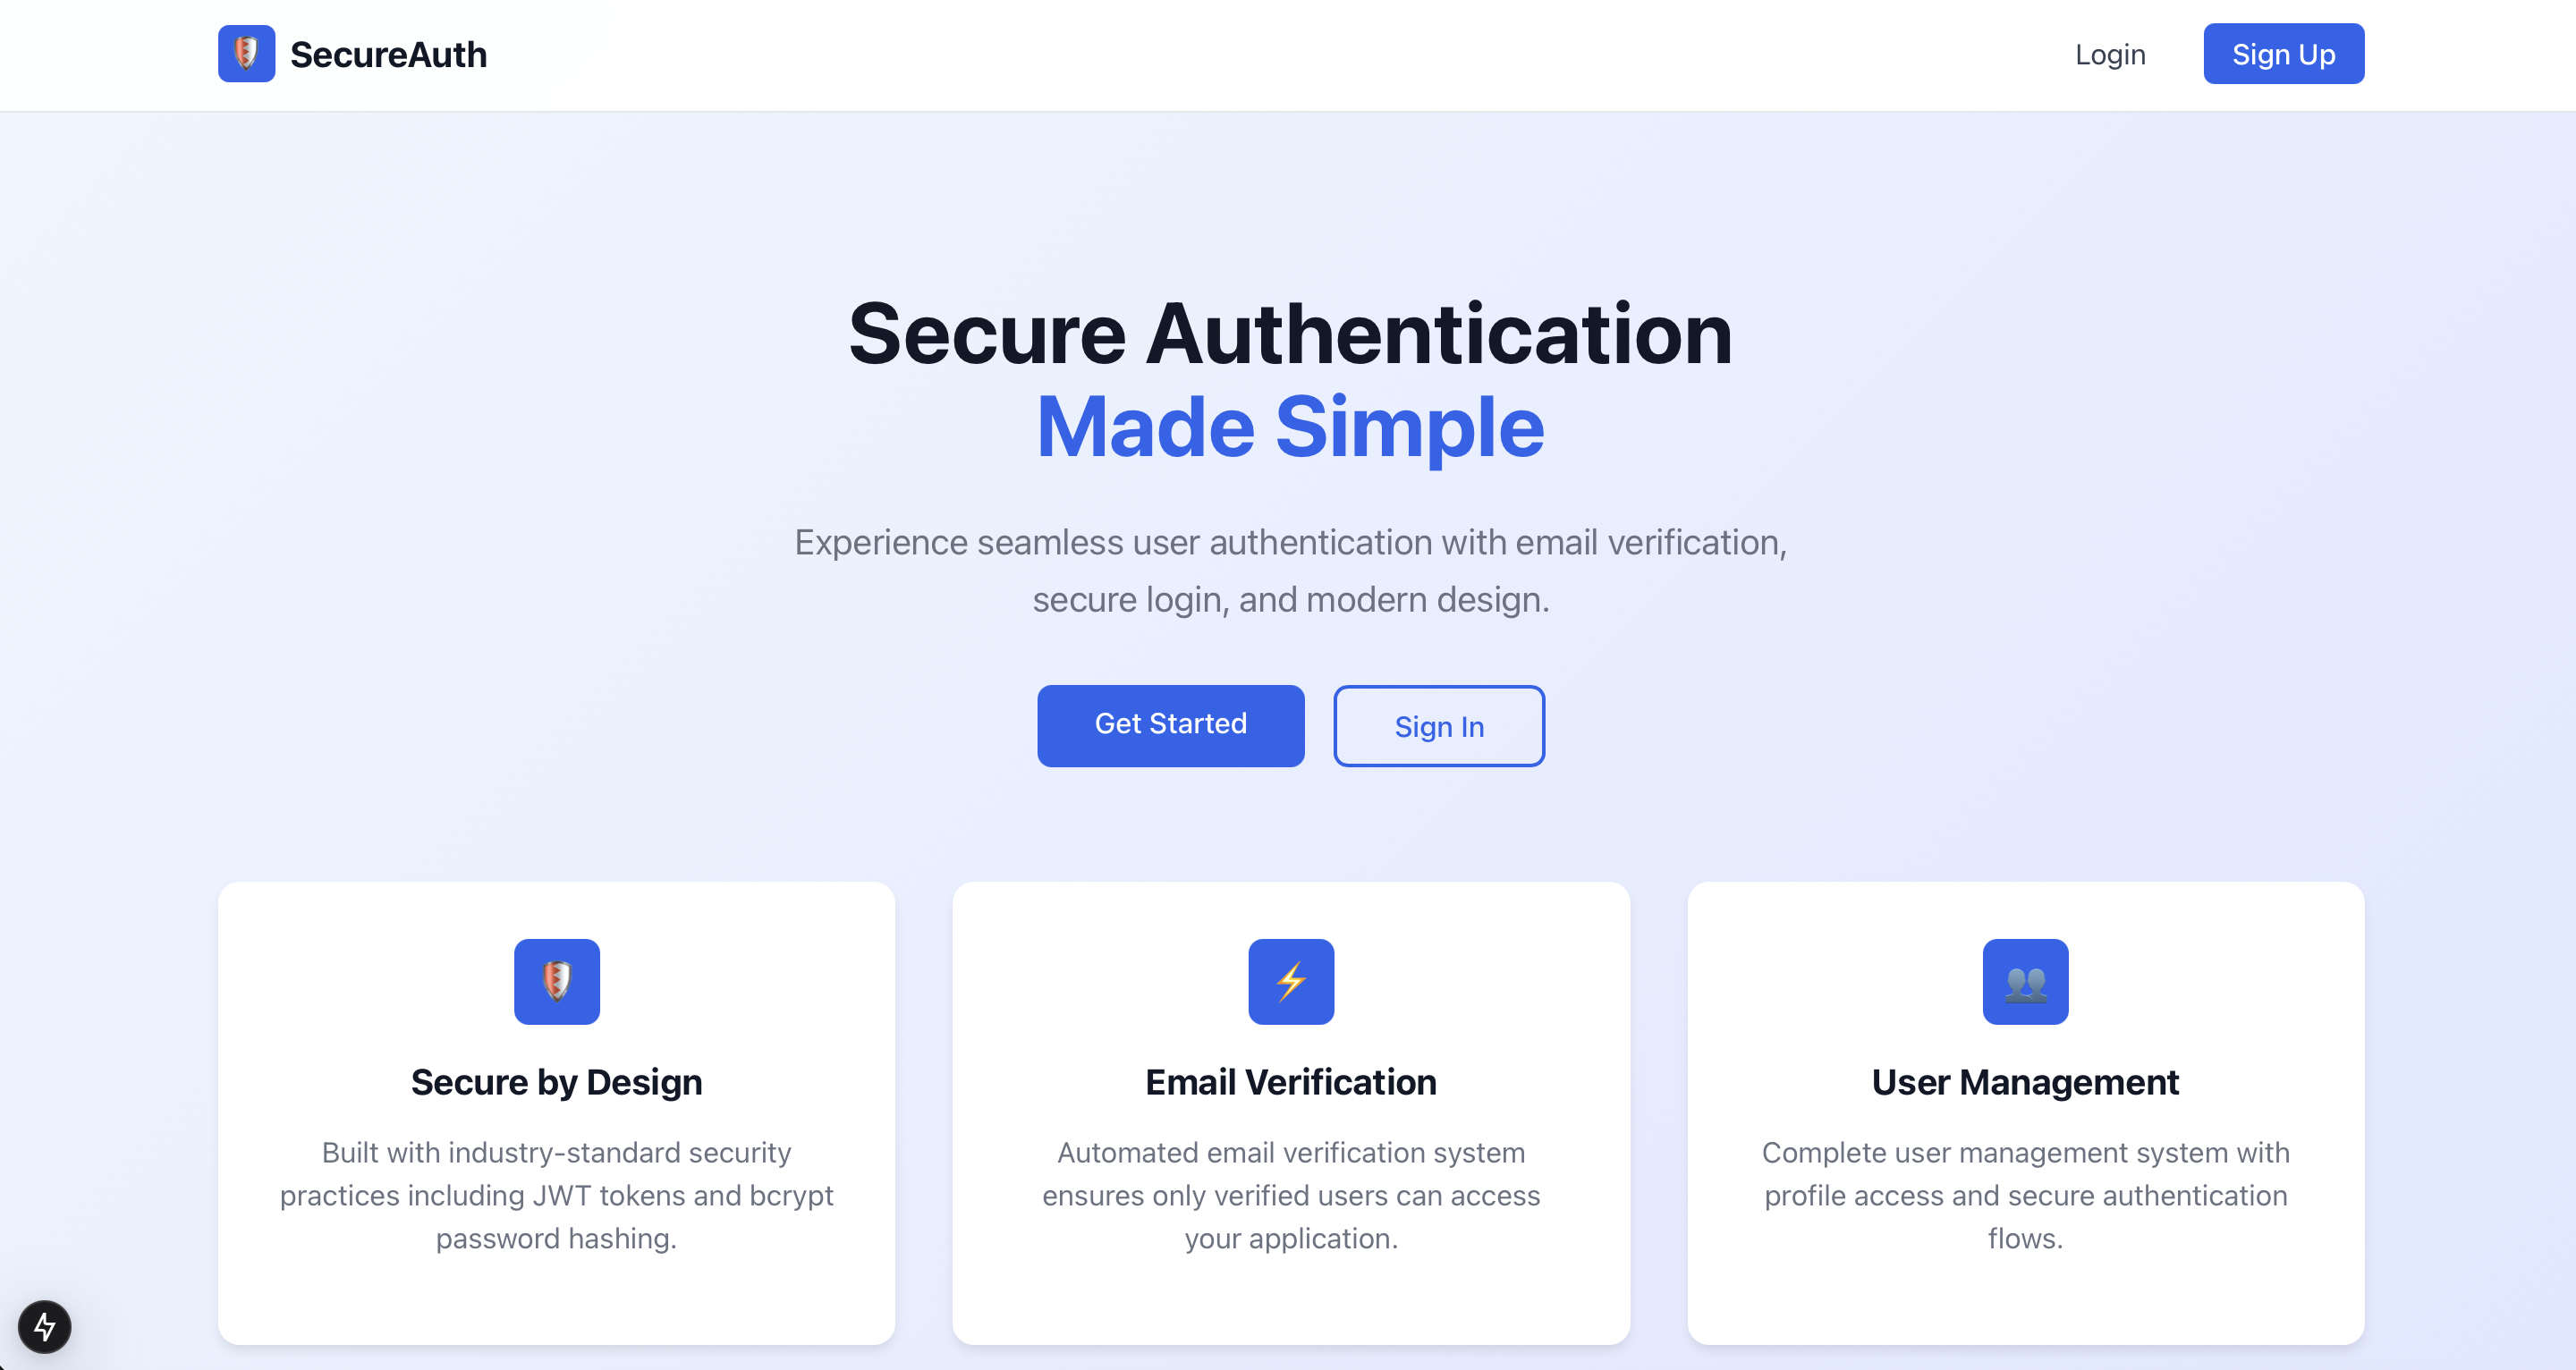 SecureAuth
Login
Sign Up
Secure Authentication
Made Simple
Experience seamless user authentication with email verification,
secure login, and modern design.
Get Started
Sign In
Secure by Design
Built with industry-standard security
practices including JWT tokens and bcrypt
password hashing.
Email Verification
Automated email verification system
ensures only verified users can access
your application.
User Management
Complete user management system with
profile access and secure authentication
flows.